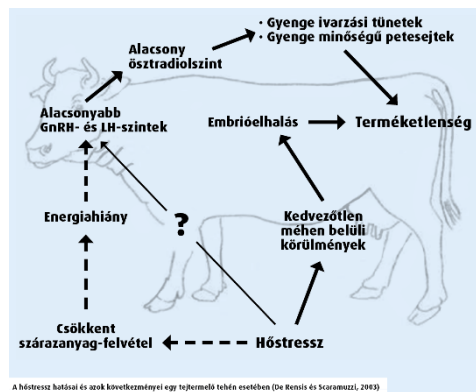 · Gyenge ivarzási tünetek
· Gyenge minőségű petesejtek
Alacsony
ösztradiolszint
Alacsonyabb
GnRH- és LH-szintek
Embrióelhalás
Terméketlenség
Energiahiány
?
Kedvezőtlen
méhen belüli
körülmények
Csökkent
szárazanyag-felvétel
Hőstressz
A hőstressz hatásai és azok következményei egy tejtermelő tehén esetében (De Rensis és Scaramuzzi, 2003)